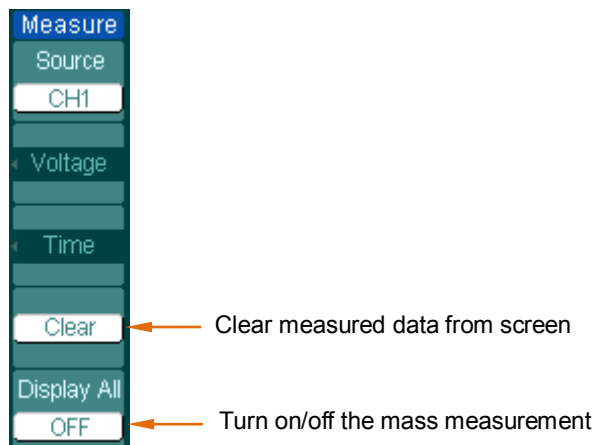 Measure
Source
CH1
Voltage
Time
Clear
Clear measured data from screen
Display All
OFF
Turn on/off the mass measurement